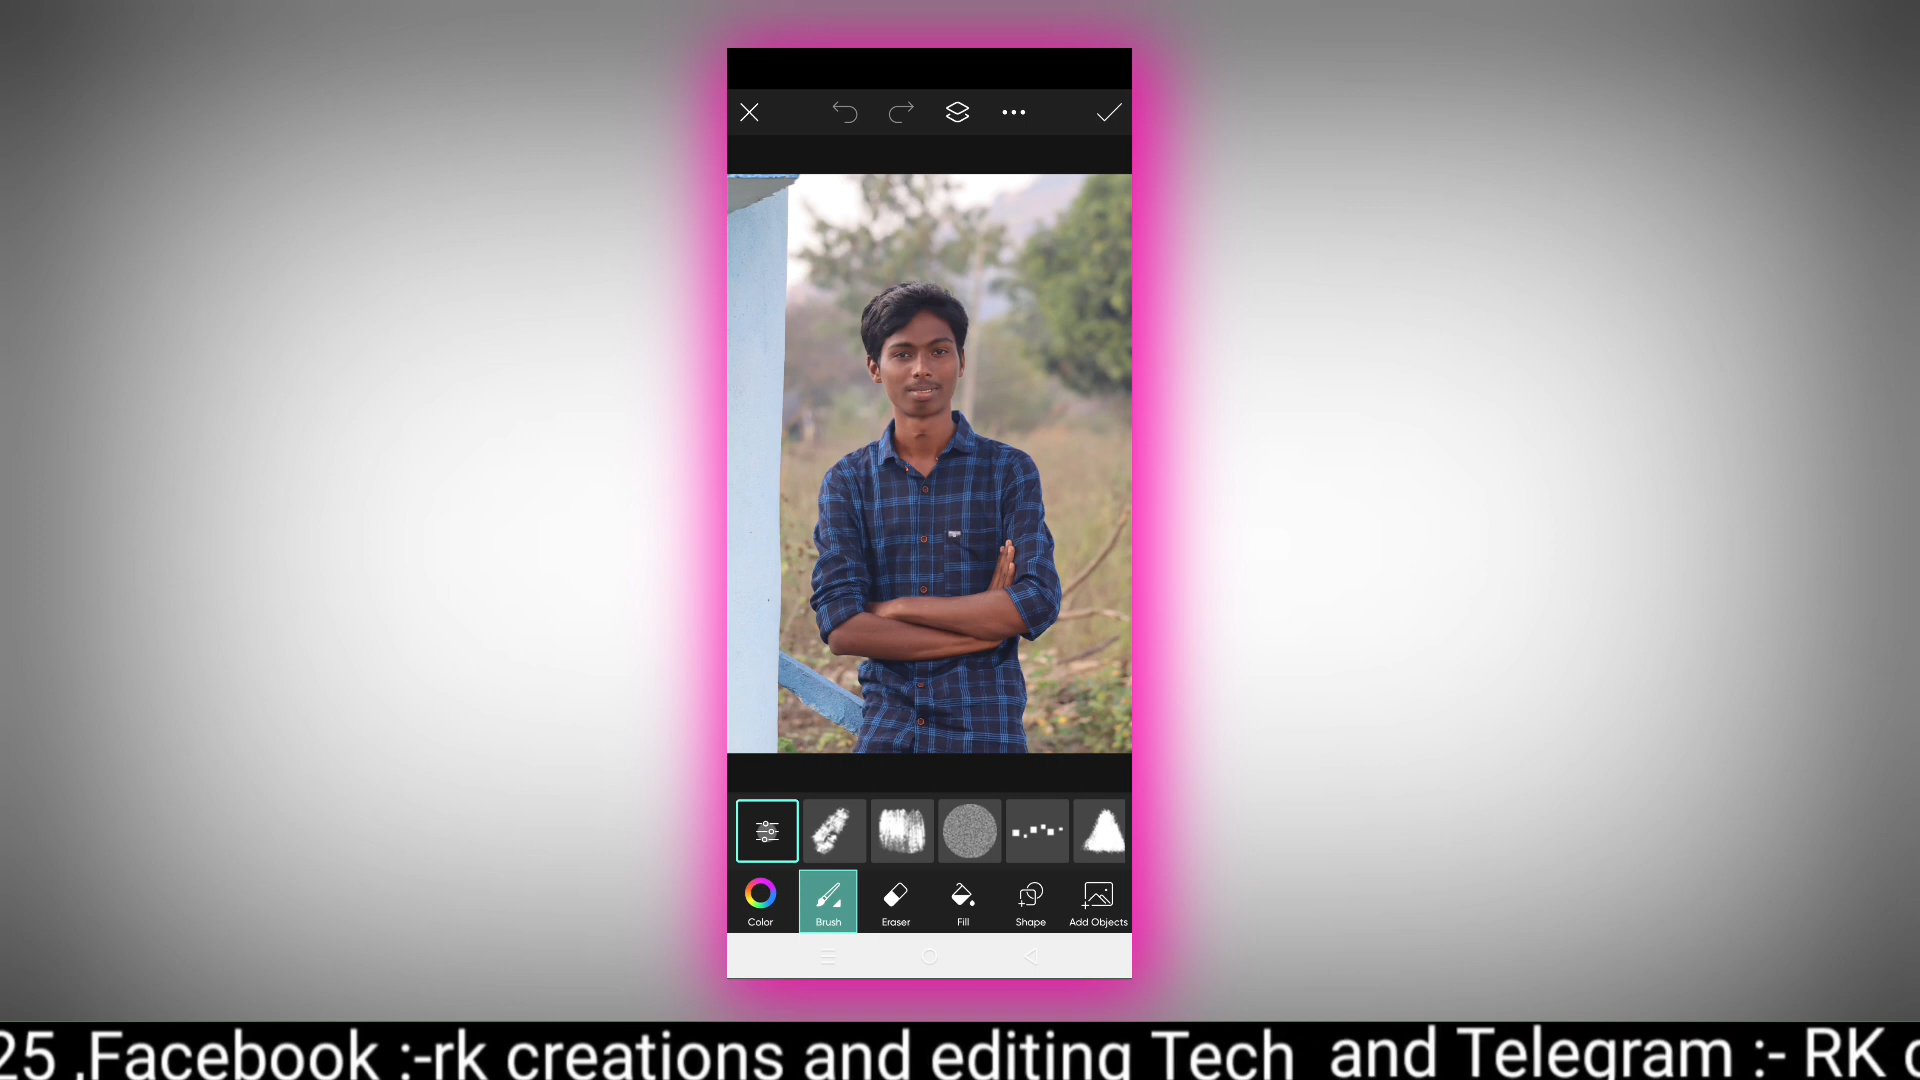 Color
Brush
Eraser
Fill
Shape
Add Objects
25 ,Facebook :-rk creations and editing Tech and Telegram :- RK